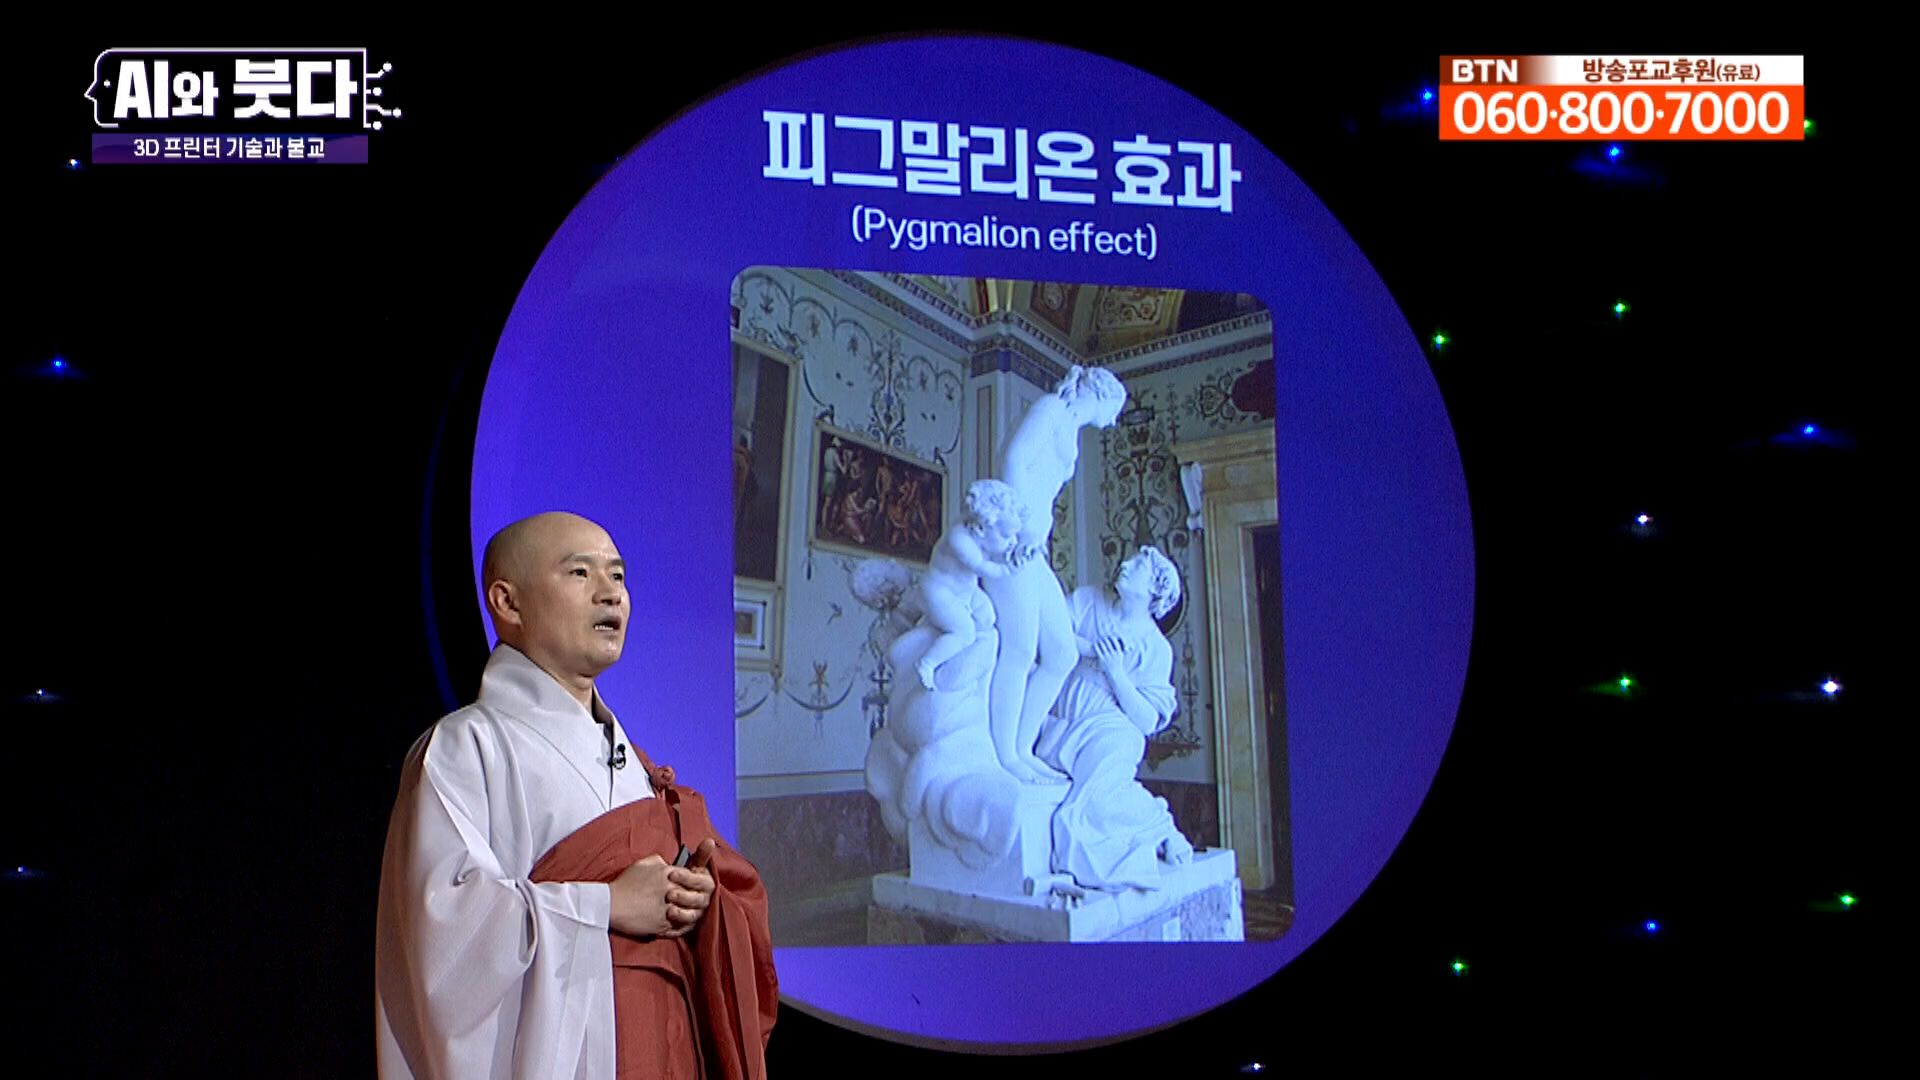 AI와 붓다
3D 프린터 기술과 불교
BTN 방송포교후원(유료)
060·800·7000
피그말리온 효과
(Pygmalion effect)